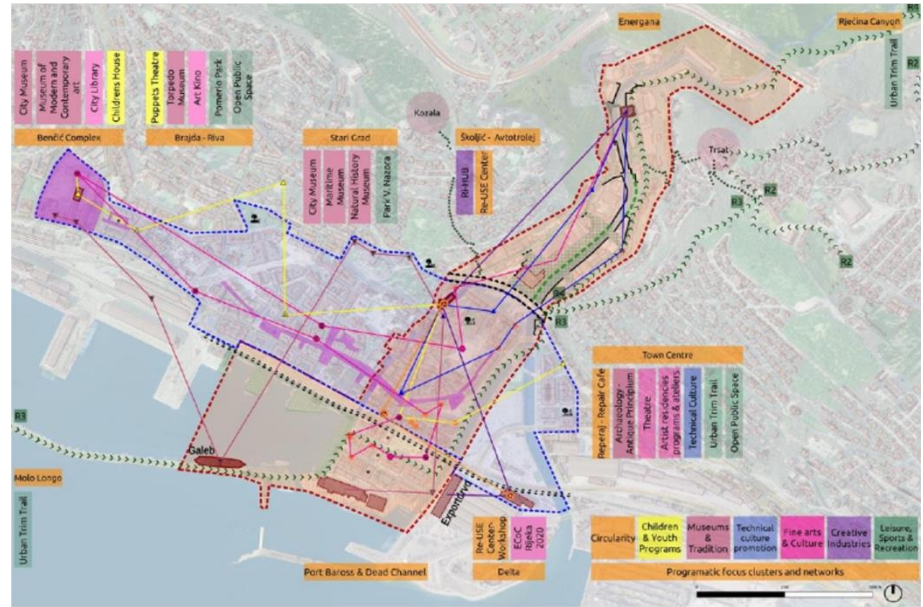 Energana
Rječina Canyon
R2
Urban Trim Trail
R2
City Museum
Museum of
Modern and
Contemporary
art
City Library
Childrens House
Puppets Theatre
Torpedo
Museum
Art Kino
Pomerio Park
Open Public
Space
Benčić Complex
Brajda - Riva
Kozala
Stari Grad
Školjić - Avtotrolej
City Museum
Maritime
Museum
Natural History
Museum
Park V. Nazora
RI-HUB
Re-USE Center
Trsat
R2
R3
R2
R3
Town Centre
Reperaj - Repair Cafe
Archaeology -
Antique Principium
Theatre
Artist residencies
programs & ateliers
Technical Culture
Urban Trim Trail
Open Public Space
R3
Molo Longo
Urban Trim Trail
Galeb
Exportdrvo
Port Baross & Dead Channel
Re-USE
Center-
Workshop
ECoC
Rijeka
2020
Delta
Circularity
Children
& Youth
Programs
Museums
&
Tradition
Technical
culture
promotion
Fine arts
& Culture
Creative
Industries
Leisure,
Sports &
Recreation
Programatic focus clusters and networks